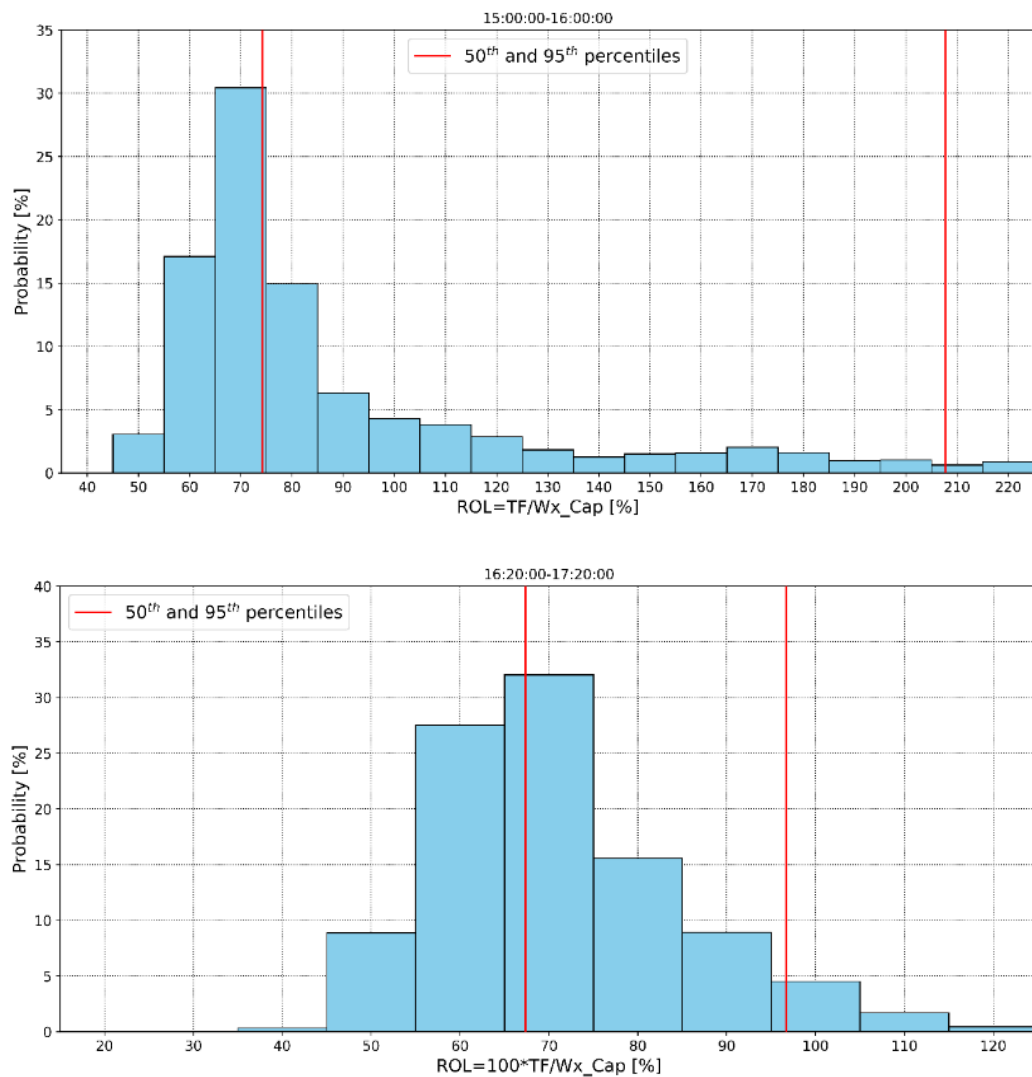 15:00:00-16:00:00
50th and 95th percentiles
Probability [%]
35
30
25
20
15
10
5
0
40 50 60 70 80 90 100 110 120 130 140 150 160 170 180 190 200 210 220
ROL=TF/Wx_Cap [%]
16:20:00-17:20:00
50th and 95th percentiles
Probability [%]
40
35
30
25
20
15
10
5
0
20 30 40 50 60 70 80 90 100 110 120
ROL=100*TF/Wx_Cap [%]